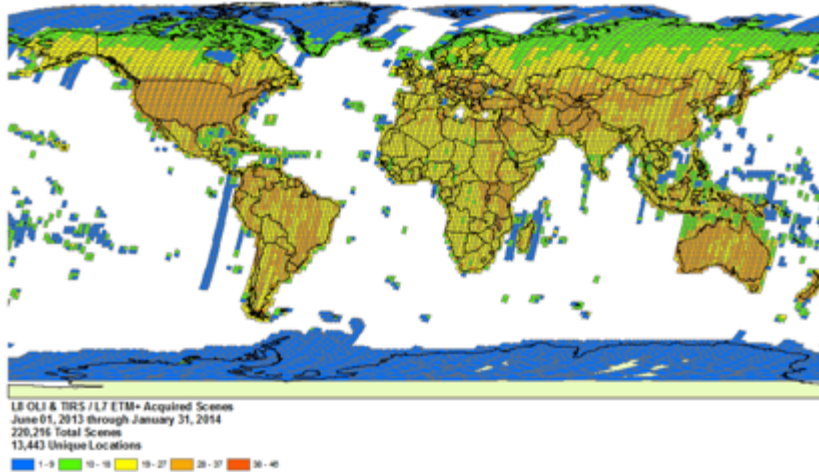 L8 OLI & TIRS / L7 ETM+ Acquired Scenes
June 01, 2013 through January 31, 2014
220,216 Total Scenes
13,443 Unique Locations
1 - 9 10 - 18 19 - 27 28 - 37 38 - 45